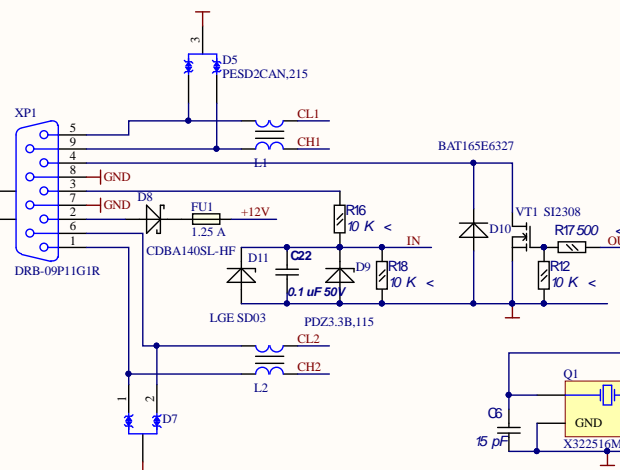 3
D5
PESD2CAN,215
XP1
5
9
4
8
3
7
2
6
1
CL1
CH1
L1
GND
GND
BAT165E6327
D8
FU1
+12V
1.25 A
CDBA140SL-HF
DRB-09P11G1R
R16
10 K <
IN
VT1 SI2308
R17 500 <
OU
D10
D11
C22
0.1 uF 50V
D9
R18
10 K <
R12
10 K <
LGE SD03
PDZ3.3B,115
CL2
CH2
L2
1
2
D7
Q1
C6
15 pF
GND
X322516M